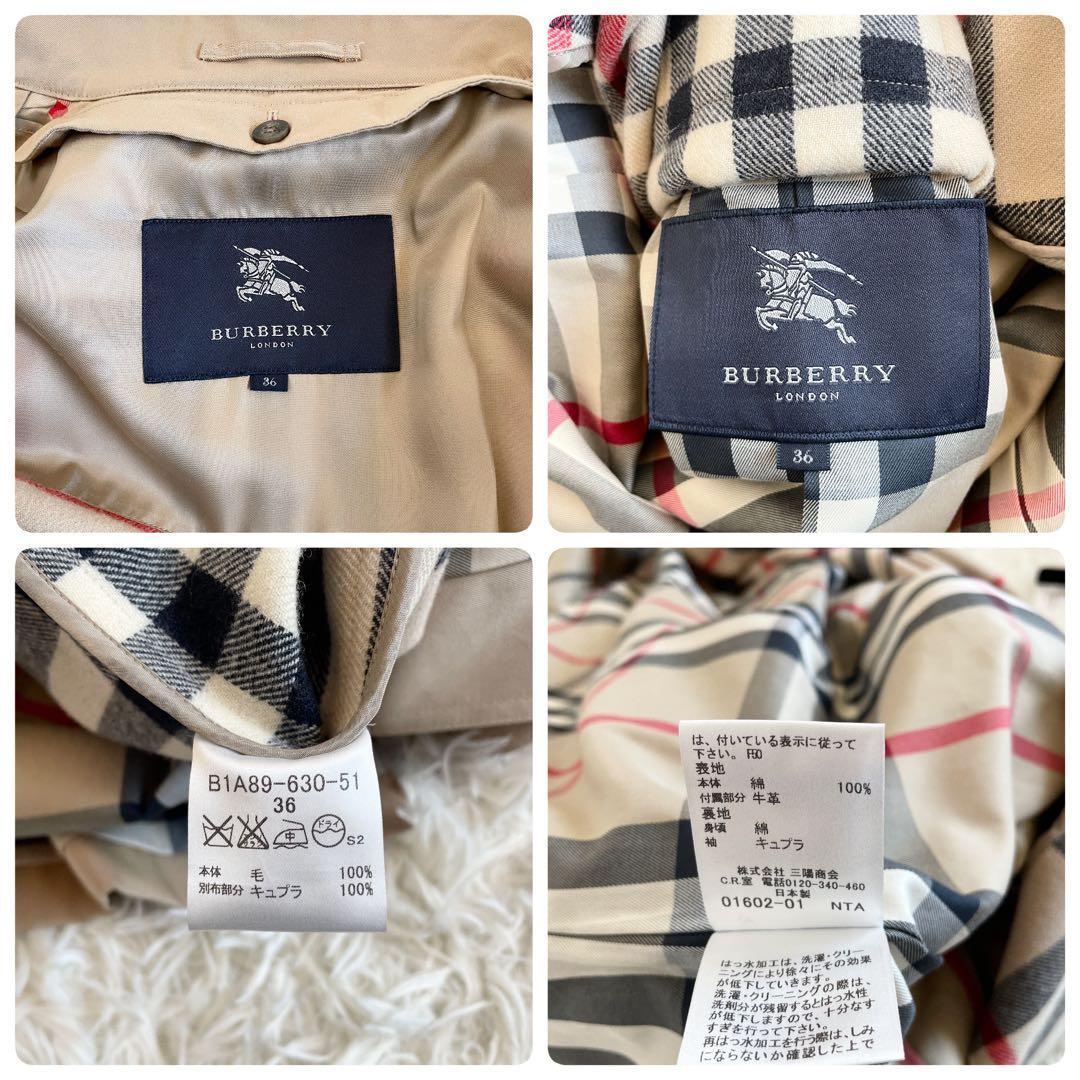 BURBERRY
LONDON
36
BURBERRY
LONDON
36
B1A89-630-51
36
中 ドライ S2
本体 毛 100%
別布部分 キュプラ 100%
は、付いている表示に従って
下さい。 F50
表地
本体 綿 100%
付属部分 牛革
裏地
身頃 綿
袖 キュプラ
株式会社 三陽商会
C.R.室 電話0120-340-460
日本製
01602-01 NTA
はっ水加工は、洗濯・クリー
ニングにより徐々にその効果
が低下していきます。
洗濯・クリーニングの際は、
洗剤分が残留するとはっ水性
が低下しますので、十分なす
すぎを行って下さい。
再はっ水加工を行う際は、しみ
にならないか確認した上で